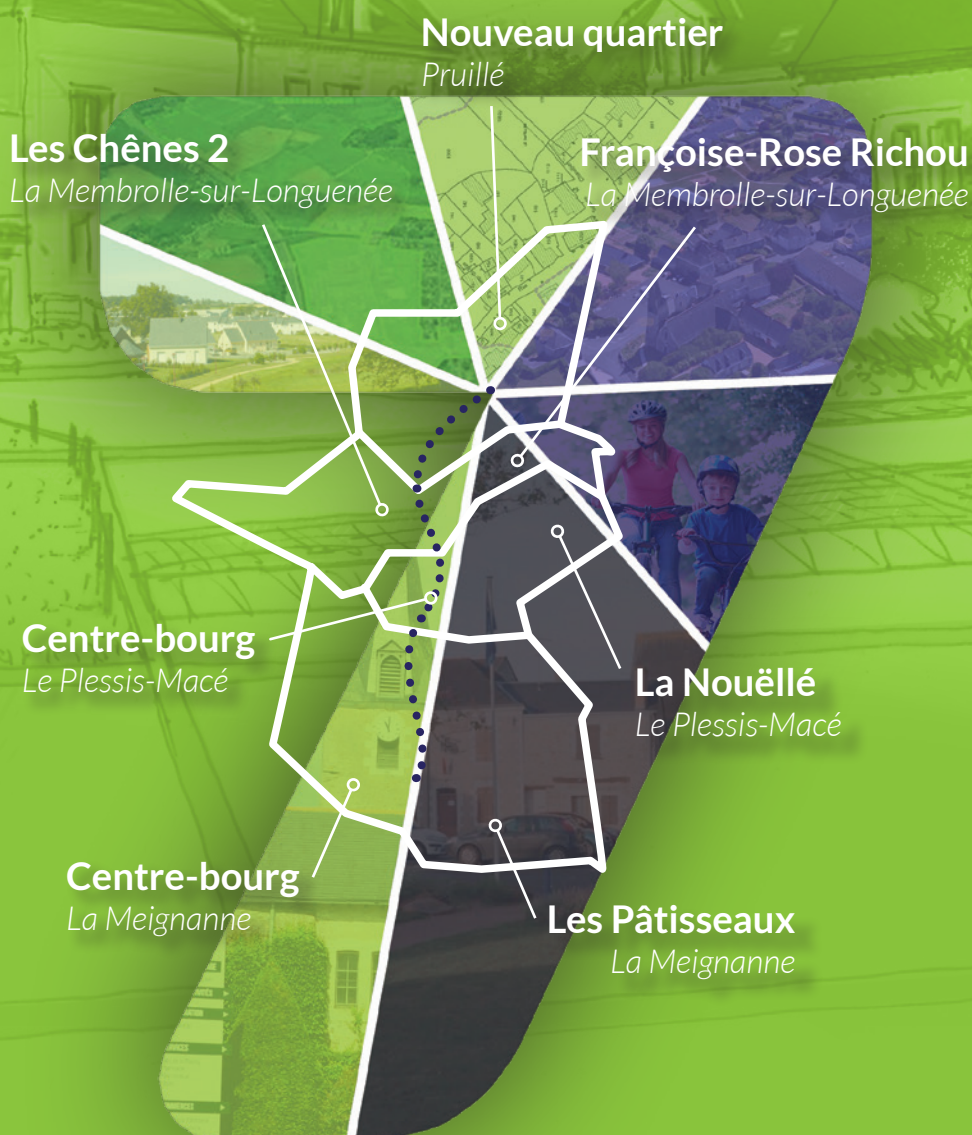 Nouveau quartier
Pruillé
Les Chênes 2
La Membrolle-sur-Longuenée
Françoise-Rose Richou
La Membrolle-sur-Longuenée
Centre-bourg
Le Plessis-Macé
La Nouëllé
Le Plessis-Macé
Centre-bourg
La Meignanne
Les Pâtisseaux
La Meignanne